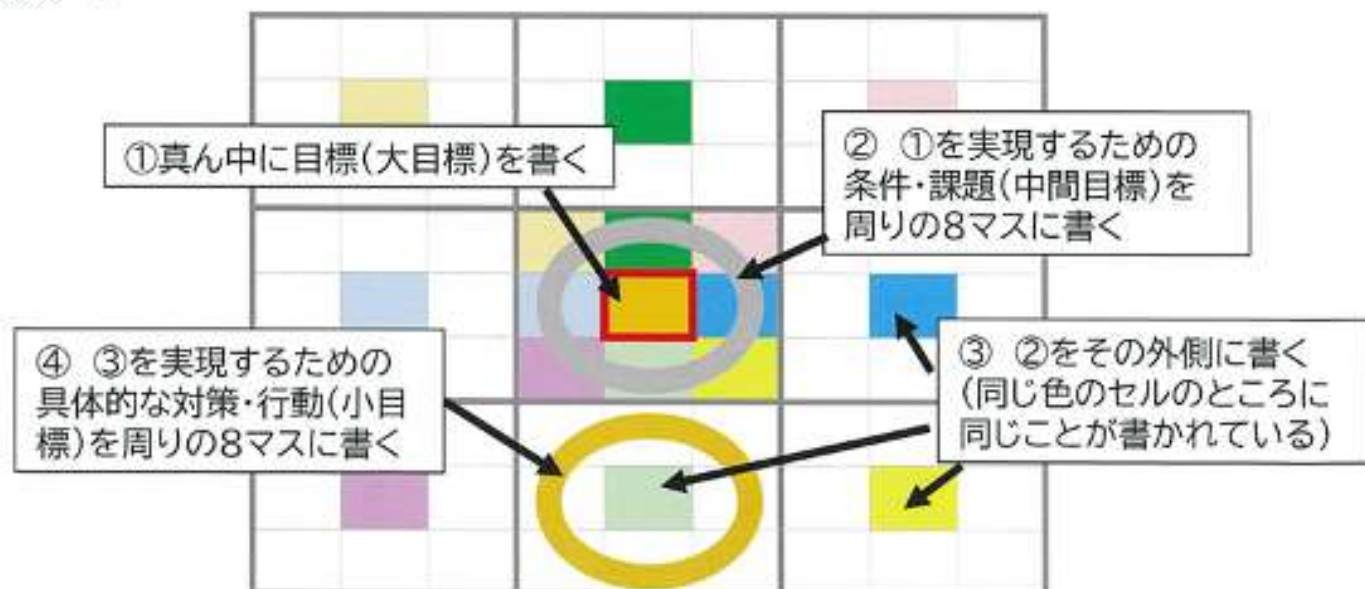 ①真ん中に目標(大目標)を書く
② ①を実現するための
条件・課題(中間目標)を
周りの8マスに書く
④ ③を実現するための
具体的な対策・行動(小目
標)を周りの8マスに書く
③ ②をその外側に書く
(同じ色のセルのところに
同じことが書かれている)